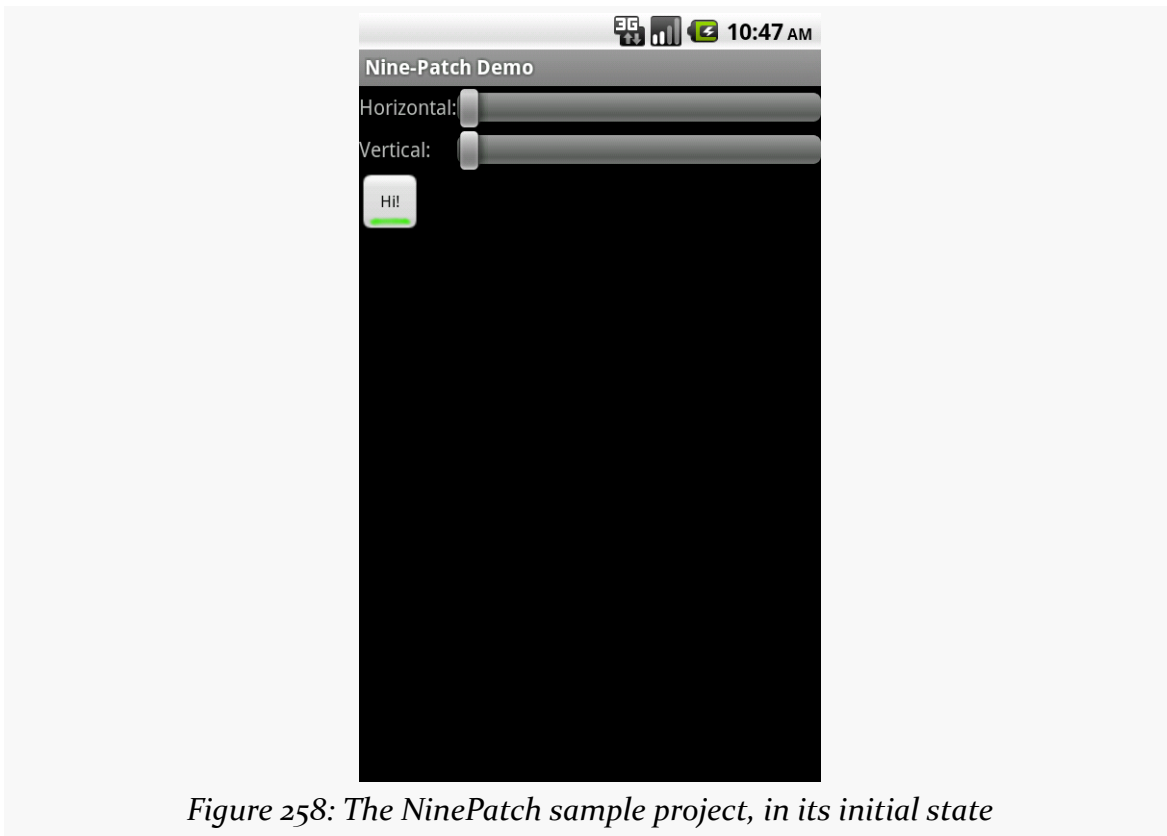 3G 10:47 AM
Nine-Patch Demo
Horizontal:
Vertical:
Hi!
Figure 258: The NinePatch sample project, in its initial state